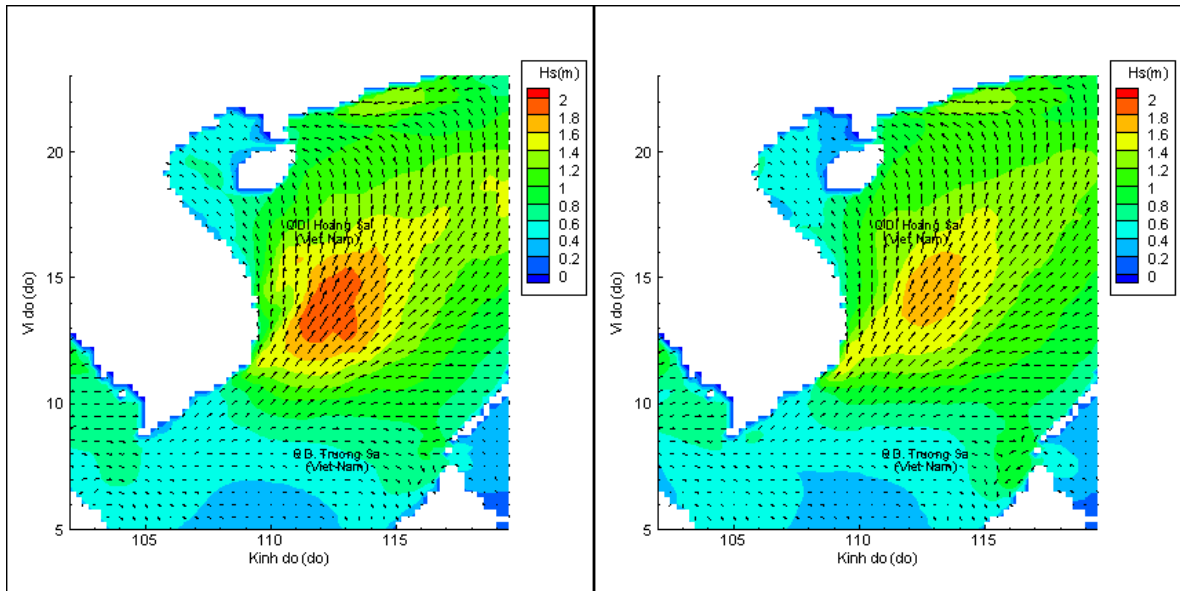 Hs(m)
2
1.8
1.6
1.4
1.2
1
0.8
0.6
0.4
0.2
0
20
15
10
5
Vi do (do)
105
110
115
Kinh do (do)
QĐ. Hoang Sa
(Viet Nam)
Q Đ. Truong Sa
(Viet Nam)
Hs(m)
2
1.8
1.6
1.4
1.2
1
0.8
0.6
0.4
0.2
0
20
15
10
5
Vi do (do)
105
110
115
Kinh do (do)
QĐ. Hoang Sa
(Viet Nam)
Q Đ. Truong Sa
(Viet Nam)